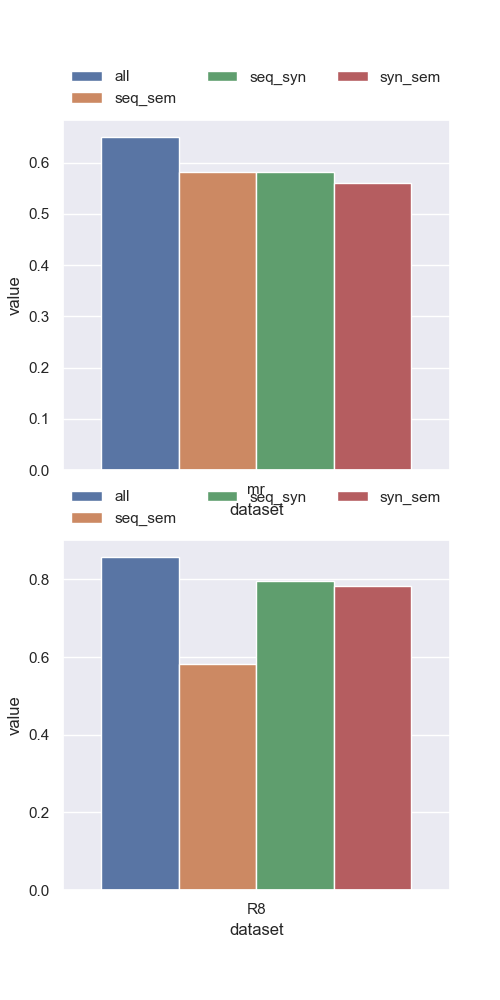 all seq_syn syn_sem
seq_sem
0.6
0.5
0.4
0.3
0.2
0.1
0.0
value
mr
dataset
all seq_syn syn_sem
seq_sem
0.8
0.6
0.4
0.2
0.0
value
R8
dataset